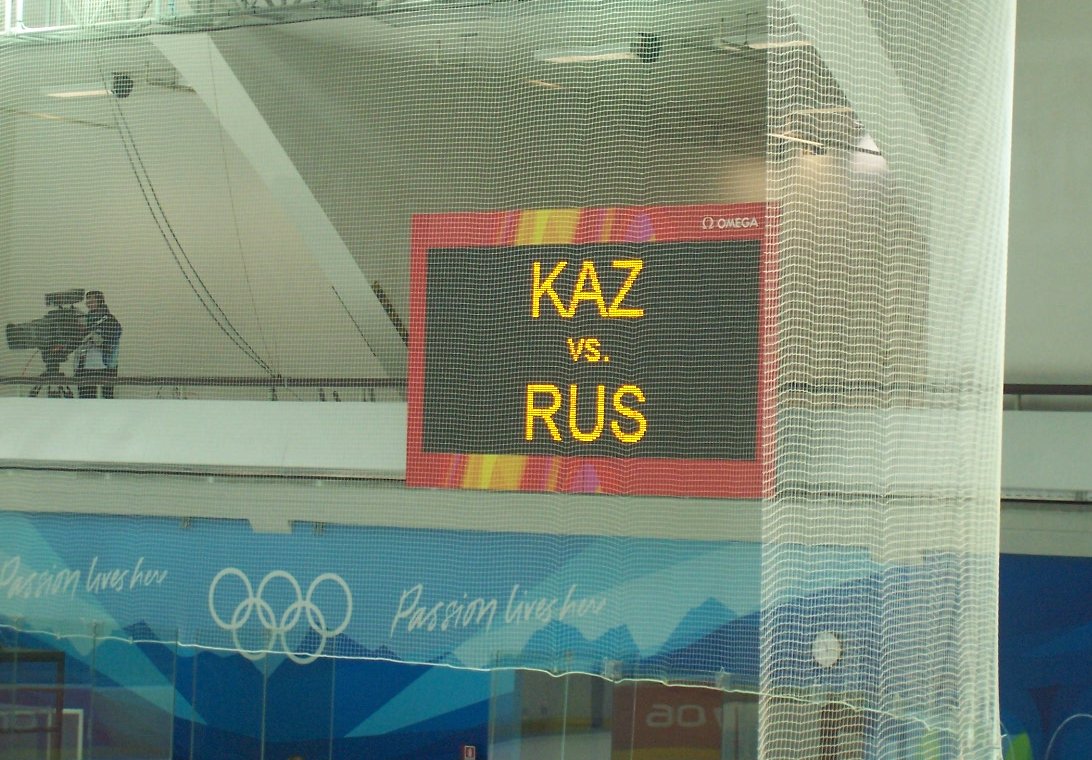 Ω OMEGA
KAZ
vs.
RUS
Passion lives here
Passion lives here